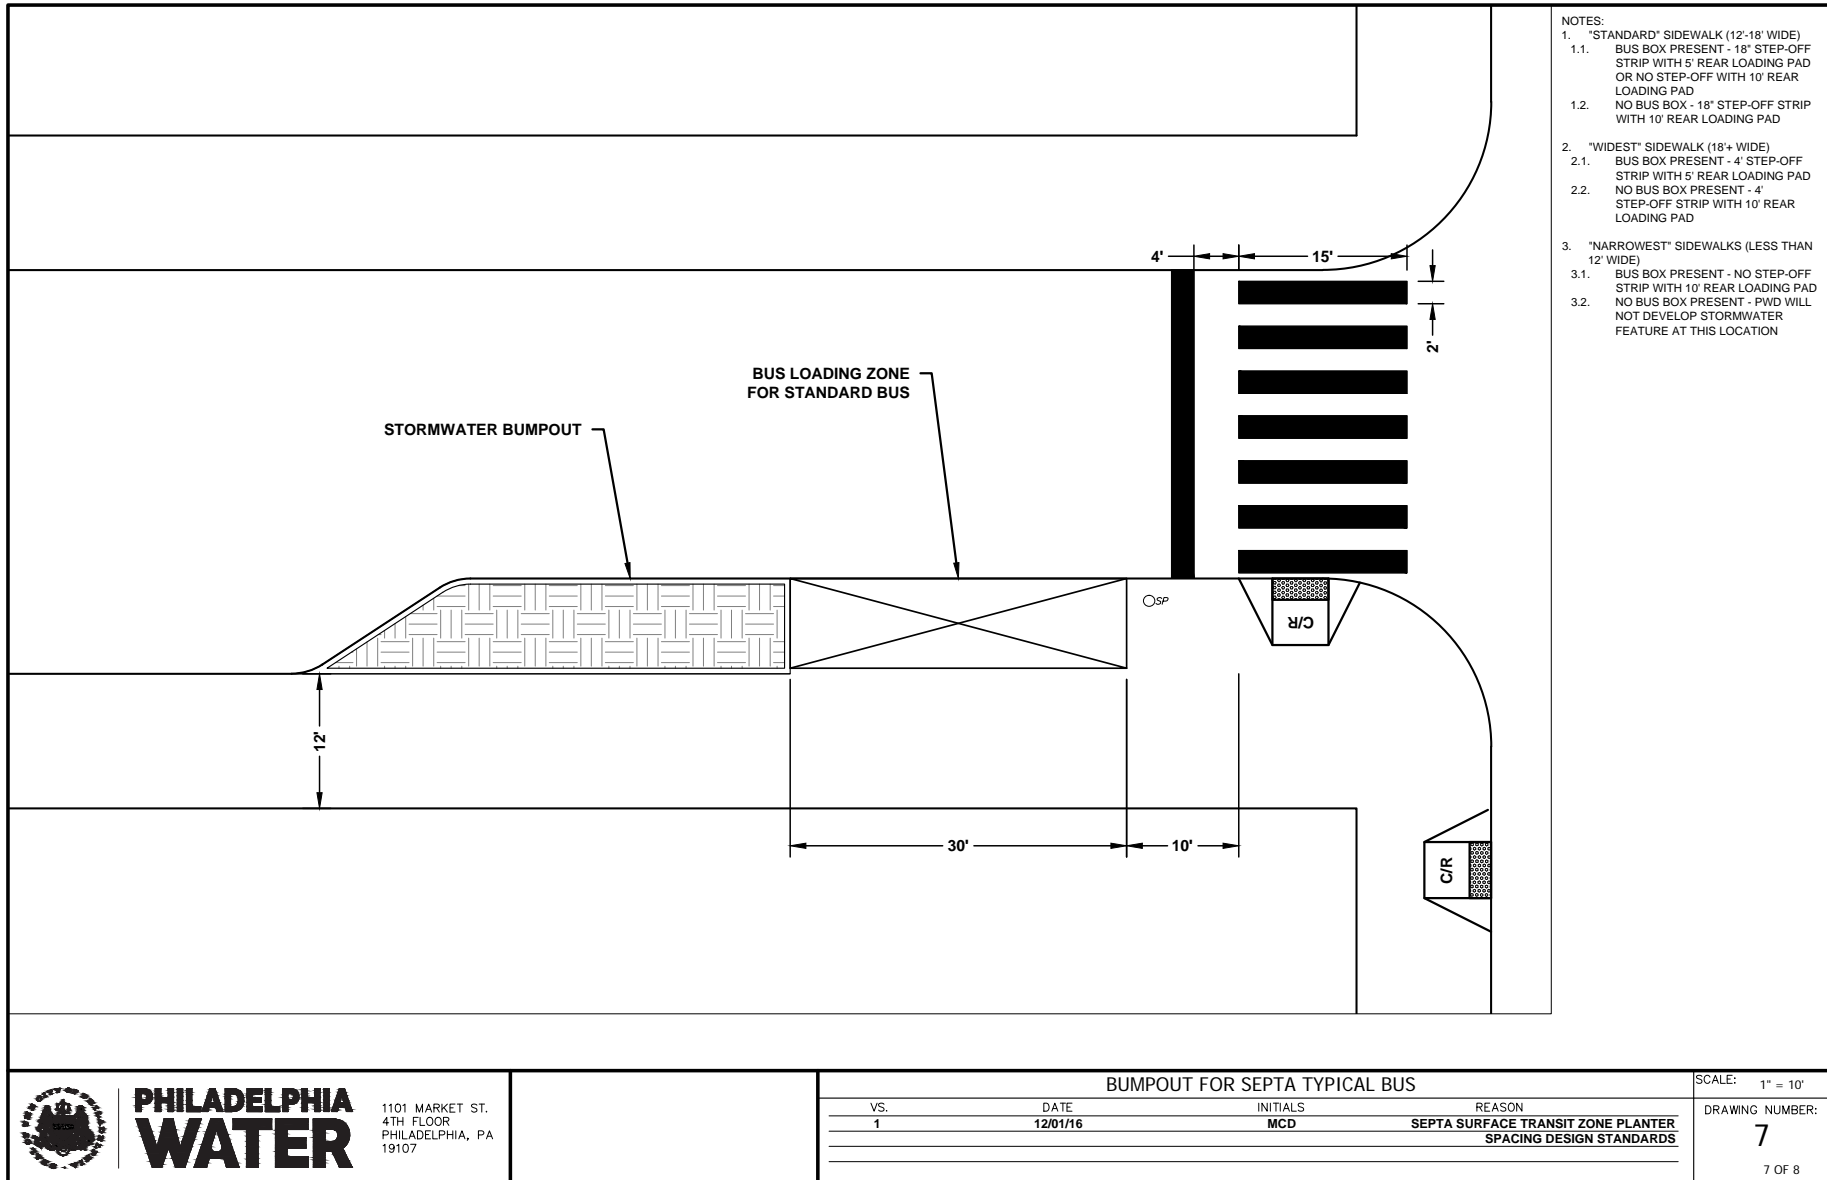 NOTES:
1. "STANDARD" SIDEWALK (12'-18' WIDE)
1.1. BUS BOX PRESENT - 18" STEP-OFF
STRIP WITH 5' REAR LOADING PAD
OR NO STEP-OFF WITH 10' REAR
LOADING PAD
1.2. NO BUS BOX - 18" STEP-OFF STRIP
WITH 10' REAR LOADING PAD
2. "WIDEST" SIDEWALK (18'+ WIDE)
2.1. BUS BOX PRESENT - 4' STEP-OFF
STRIP WITH 5' REAR LOADING PAD
2.2. NO BUS BOX PRESENT - 4'
STEP-OFF STRIP WITH 10' REAR
LOADING PAD
3. "NARROWEST" SIDEWALKS (LESS THAN
12' WIDE)
3.1. BUS BOX PRESENT - NO STEP-OFF
STRIP WITH 10' REAR LOADING PAD
3.2. NO BUS BOX PRESENT - PWD WILL
NOT DEVELOP STORMWATER
FEATURE AT THIS LOCATION
4'
15'
2'
BUS LOADING ZONE
FOR STANDARD BUS
STORMWATER BUMPOUT
SP
C/R
12'
30'
10'
C/R
PHILADELPHIA
WATER
1101 MARKET ST.
4TH FLOOR
PHILADELPHIA, PA
19107
BUMPOUT FOR SEPTA TYPICAL BUS
VS. DATE INITIALS REASON
1 12/01/16 MCD SEPTA SURFACE TRANSIT ZONE PLANTER
SPACING DESIGN STANDARDS
SCALE: 1" = 10'
DRAWING NUMBER:
7
7 OF 8